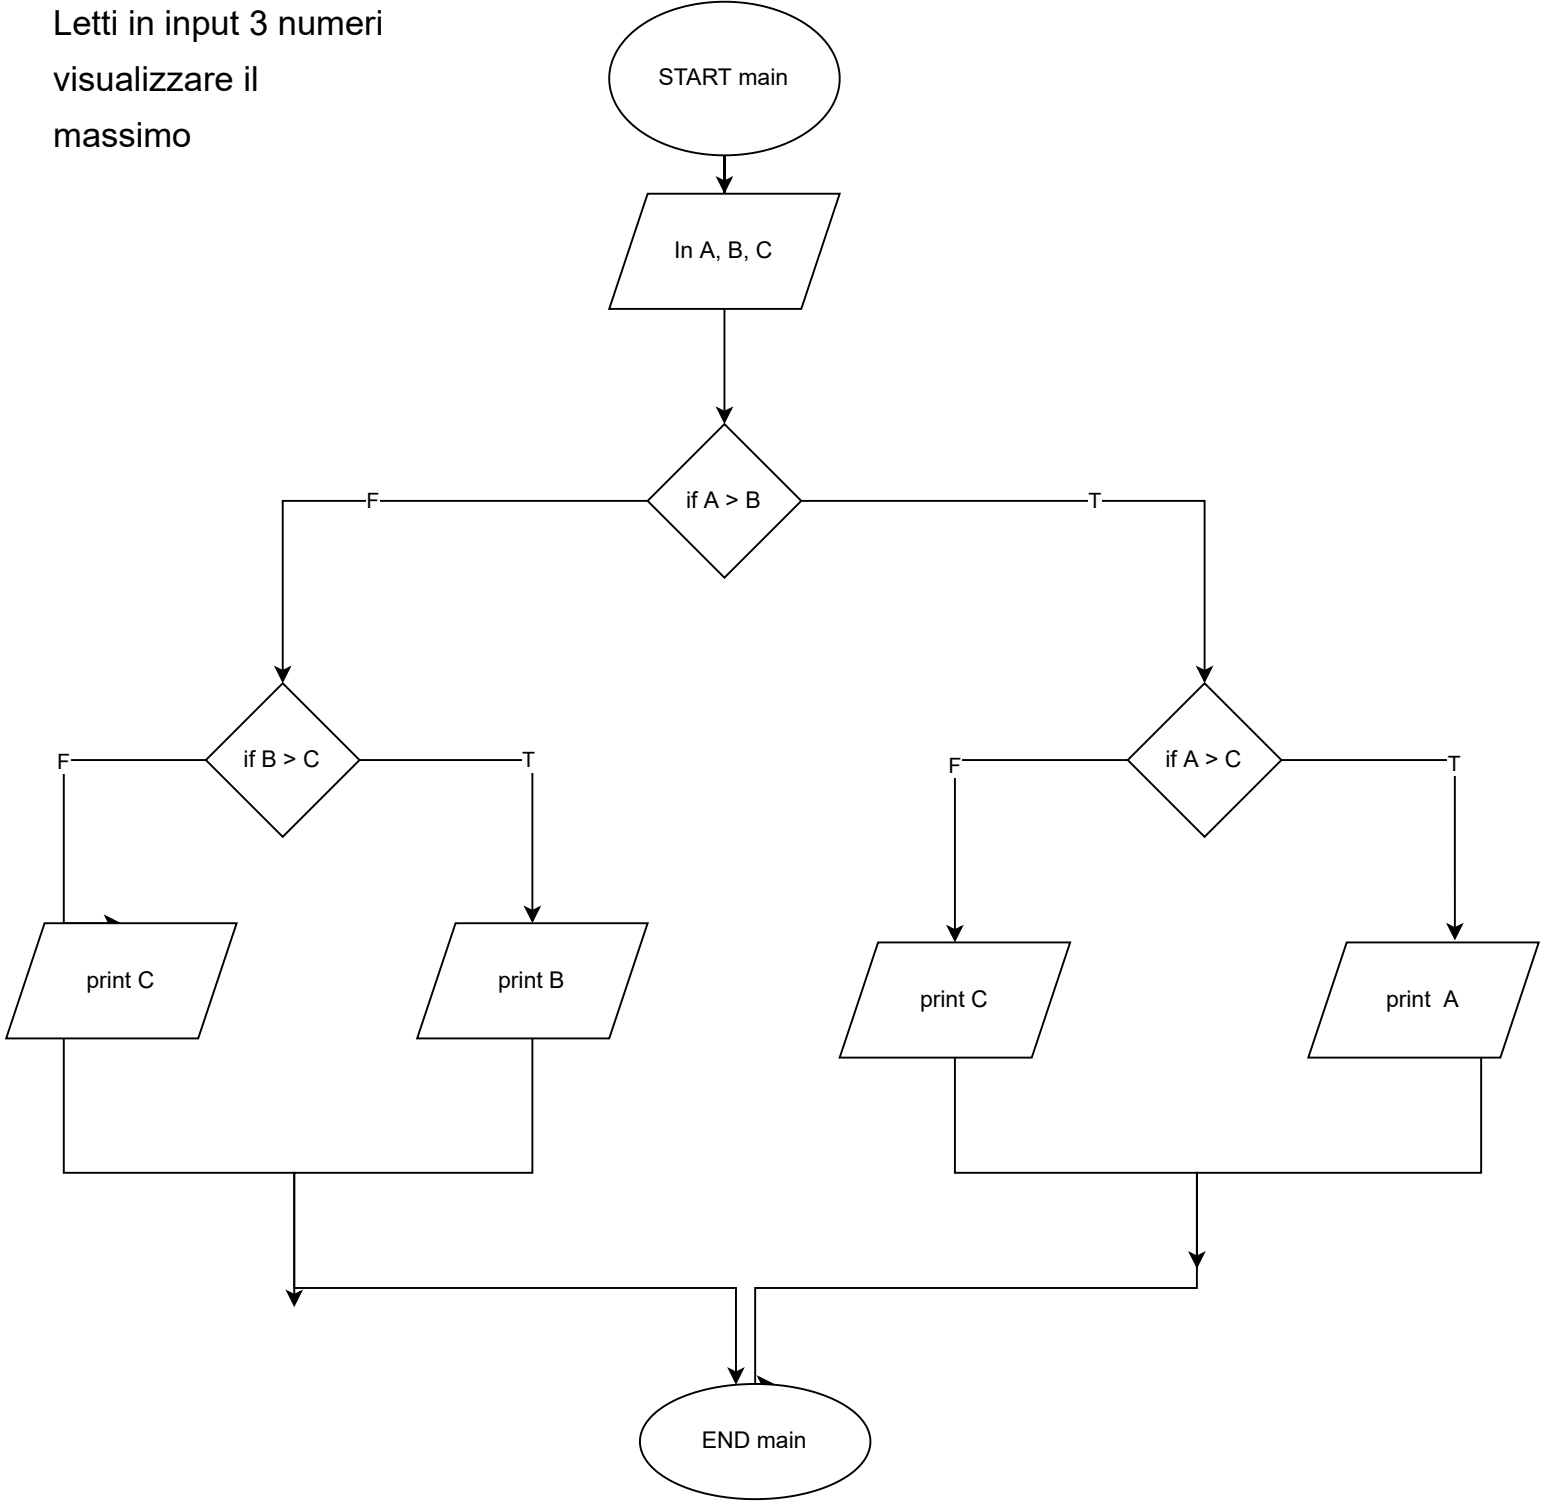 Letti in input 3 numeri
visualizzare il
massimo
START main
In A, B, C
if A > B
F
T
if B > C
F
T
if A > C
F
T
print C
print B
print C
print  A
END main